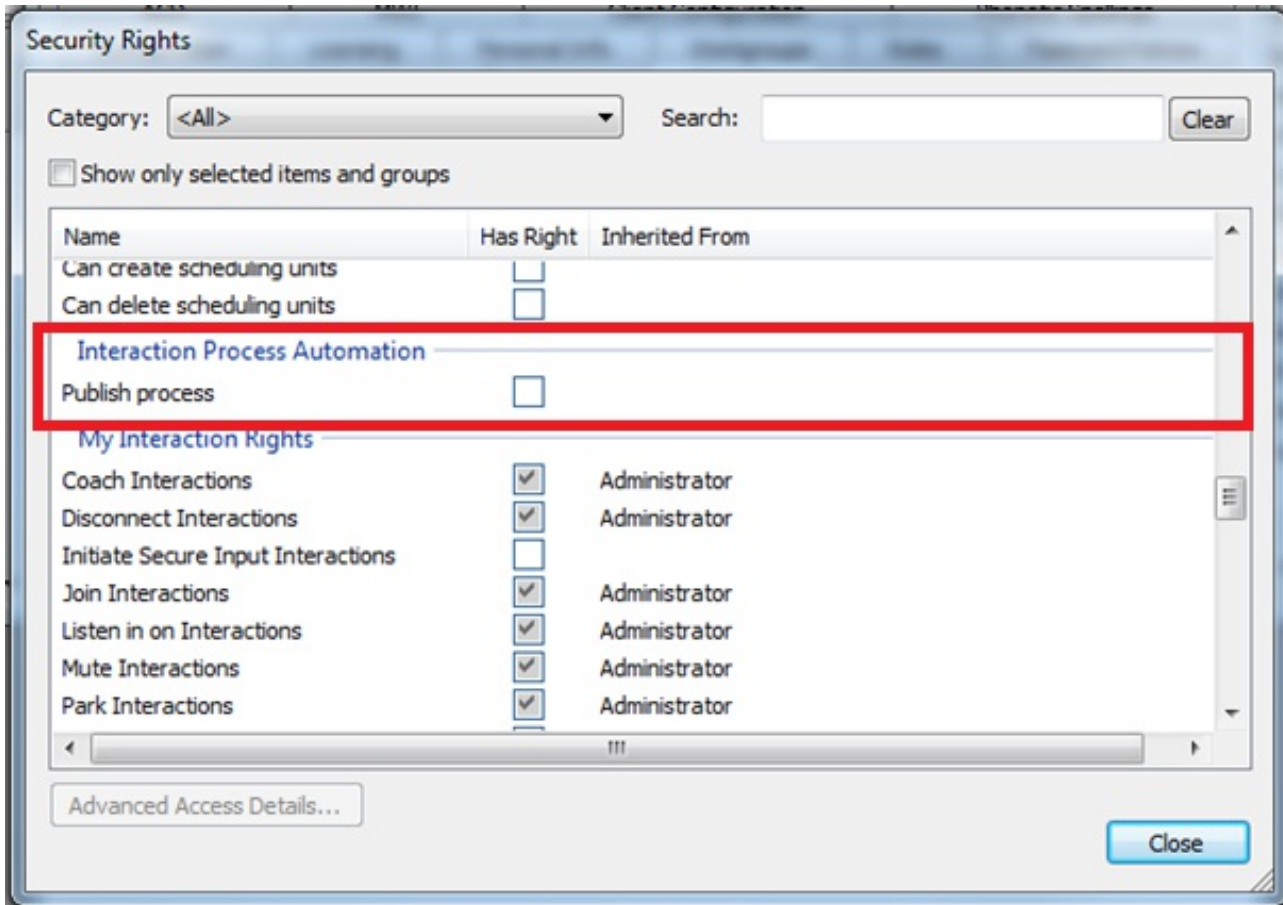 Security Rights
Category: <All> Search: Clear
Show only selected items and groups
Name Has Right Inherited From
Can create scheduling units
Can delete scheduling units
Interaction Process Automation
Publish process
My Interaction Rights
Coach Interactions Administrator
Disconnect Interactions Administrator
Initiate Secure Input Interactions
Join Interactions Administrator
Listen in on Interactions Administrator
Mute Interactions Administrator
Park Interactions Administrator
Advanced Access Details...
Close